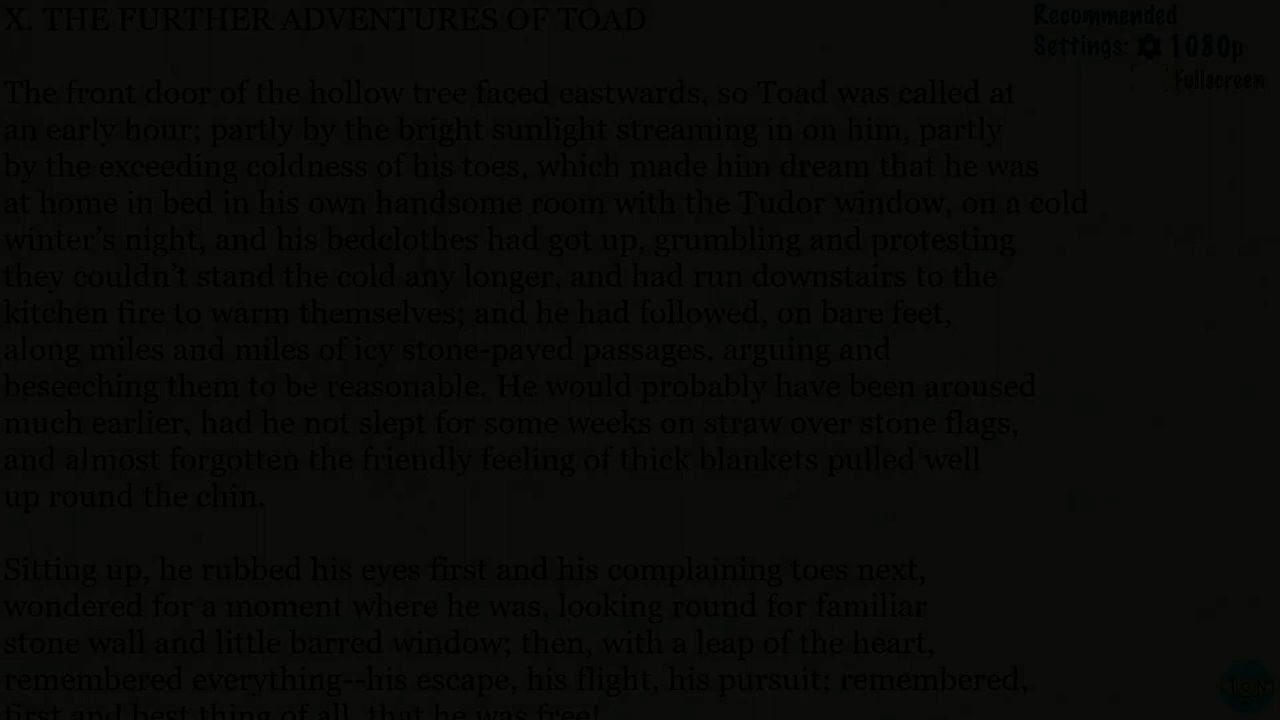 X. THE FURTHER ADVENTURES OF TOAD
Recommended
Settings: 1080p
Fullscreen
The front door of the hollow tree faced eastwards, so Toad was called at
an early hour; partly by the bright sunlight streaming in on him, partly
by the exceeding coldness of his toes, which made him dream that he was
at home in bed in his own handsome room with the Tudor window, on a cold
winter's night, and his bedclothes had got up, grumbling and protesting
they couldn't stand the cold any longer, and had run downstairs to the
kitchen fire to warm themselves; and he had followed, on bare feet,
along miles and miles of icy stone-paved passages, arguing and
beseeching them to be reasonable. He would probably have been aroused
much earlier, had he not slept for some weeks on straw over stone flags,
and almost forgotten the friendly feeling of thick blankets pulled well
up round the chin.
Sitting up, he rubbed his eyes first and his complaining toes next,
wondered for a moment where he was, looking round for familiar
stone wall and little barred window; then, with a leap of the heart,
remembered everything--his escape, his flight, his pursuit; remembered,
first and best thing of all, that he was free!